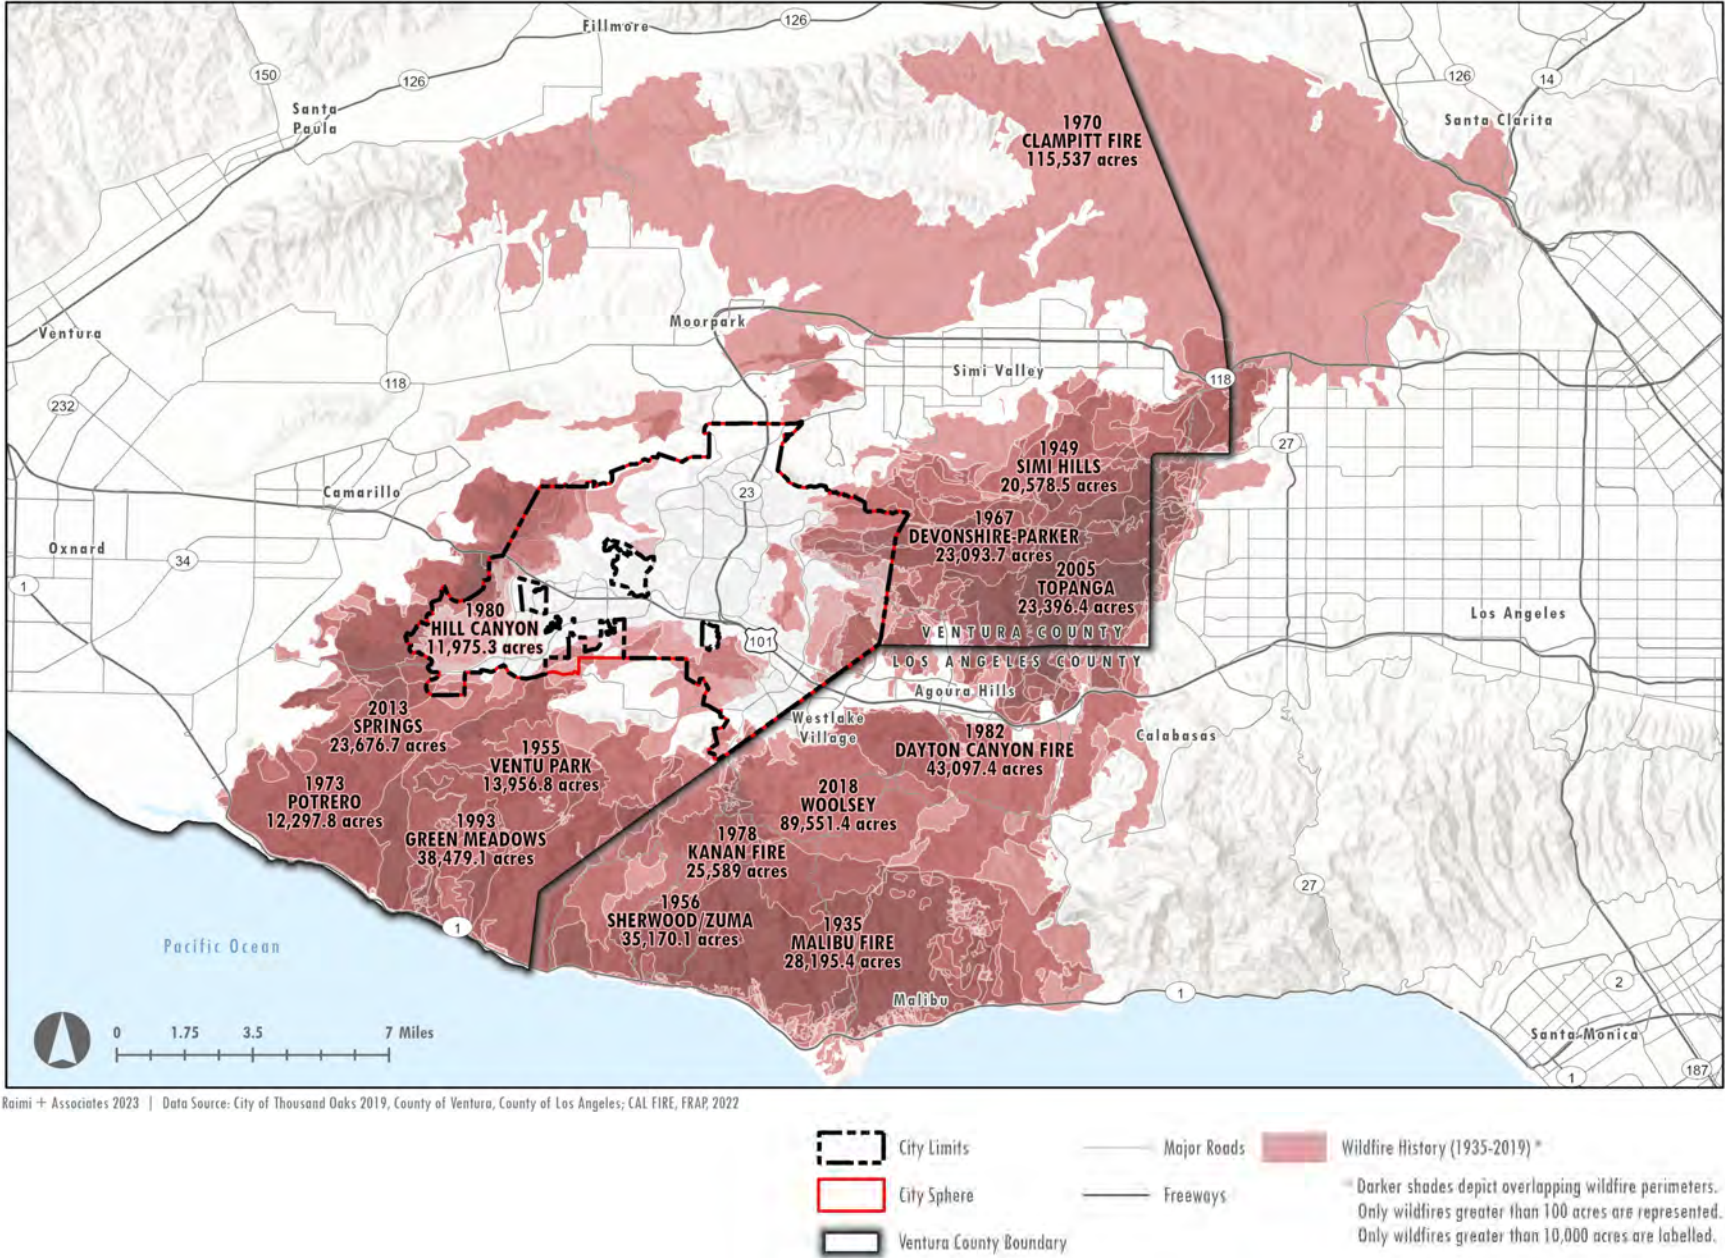 Fillmore
126
150
126
126
14
Santa
Paula
Santa Clarita
1970
CLAMPITT FIRE
115,537 acres
Ventura
Moorpark
Simi Valley
118
118
232
27
1949
SIMI HILLS
20,578.5 acres
Camarillo
23
1967
DEVONSHIRE-PARKER
23,093.7 acres
Oxnard
34
2005
TOPANGA
23,396.4 acres
1
1980
HILL CANYON
11,975.3 acres
101
Los Angeles
VENTURA COUNTY
LOS ANGELES COUNTY
Agoura Hills
2013
SPRINGS
23,676.7 acres
Westlake
Village
1982
DAYTON CANYON FIRE
43,097.4 acres
Calabasas
1955
VENTU PARK
13,956.8 acres
1973
POTRERO
12,297.8 acres
2018
WOOLSEY
89,551.4 acres
1993
GREEN MEADOWS
38,479.1 acres
1978
KANAN FIRE
25,589 acres
27
1956
SHERWOOD/ZUMA
35,170.1 acres
1935
MALIBU FIRE
28,195.4 acres
1
Pacific Ocean
Malibu
1
2
0 1.75 3.5 7 Miles
Santa Monica
187
1
Raimi + Associates 2023 | Data Source: City of Thousand Oaks 2019, County of Ventura, County of Los Angeles; CAL FIRE, FRAP, 2022
City Limits
Major Roads
Wildfire History (1935-2019) *
City Sphere
Freeways
* Darker shades depict overlapping wildfire perimeters.
Only wildfires greater than 100 acres are represented.
Only wildfires greater than 10,000 acres are labelled.
Ventura County Boundary